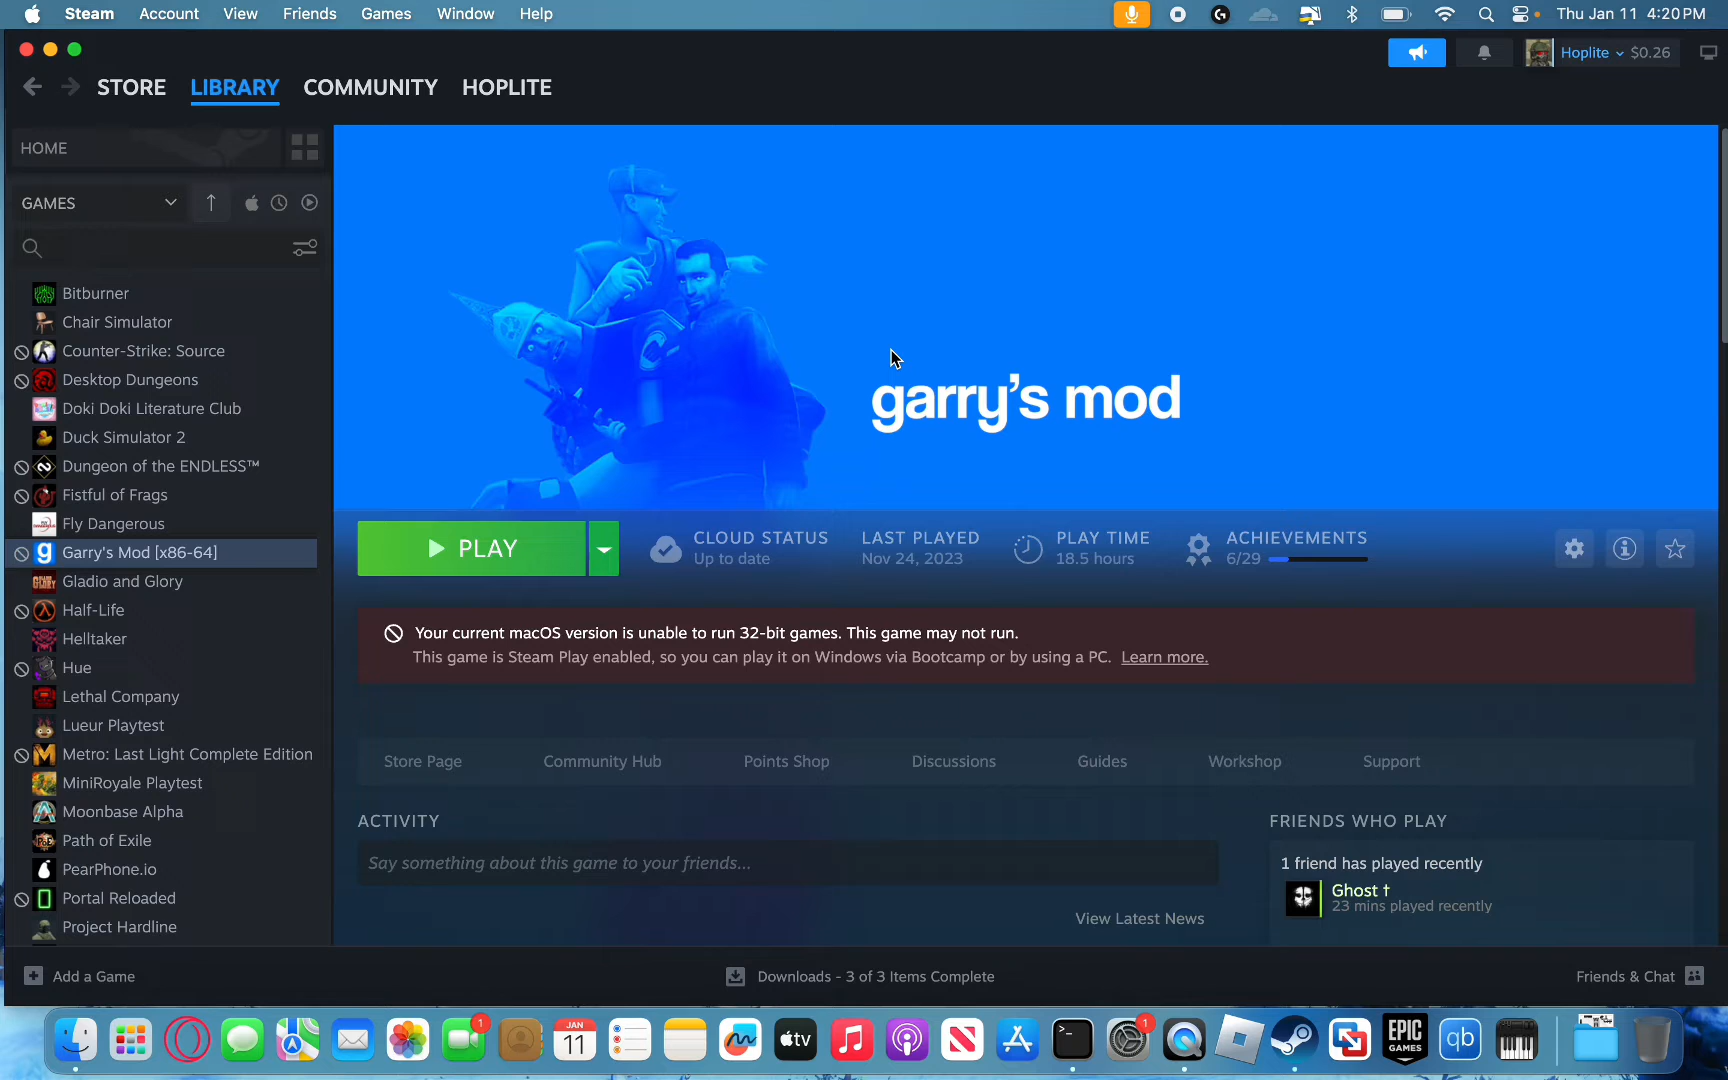 Steam Account View Friends Games Window Help Thu Jan 11 4:20 PM
Hoplite $0.26
STORE LIBRARY COMMUNITY HOPLITE
HOME
GAMES
Bitburner
Chair Simulator
Counter-Strike: Source
Desktop Dungeons
Doki Doki Literature Club
Duck Simulator 2
Dungeon of the ENDLESS™
Fistful of Frags
Fly Dangerous
Garry's Mod [x86-64]
Gladio and Glory
Half-Life
Helltaker
Hue
Lethal Company
Lueur Playtest
Metro: Last Light Complete Edition
MiniRoyale Playtest
Moonbase Alpha
Path of Exile
PearPhone.io
Portal Reloaded
Project Hardline
garry's mod
PLAY
CLOUD STATUS
Up to date
LAST PLAYED
Nov 24, 2023
PLAY TIME
18.5 hours
ACHIEVEMENTS
6/29
Your current macOS version is unable to run 32-bit games. This game may not run.
This game is Steam Play enabled, so you can play it on Windows via Bootcamp or by using a PC. Learn more.
Store Page Community Hub Points Shop Discussions Guides Workshop Support
ACTIVITY
Say something about this game to your friends...
View Latest News
FRIENDS WHO PLAY
1 friend has played recently
Ghost †
23 mins played recently
Add a Game
Downloads - 3 of 3 Items Complete
Friends & Chat
1
JAN
11
tv
1
EPIC
GAMES
qb